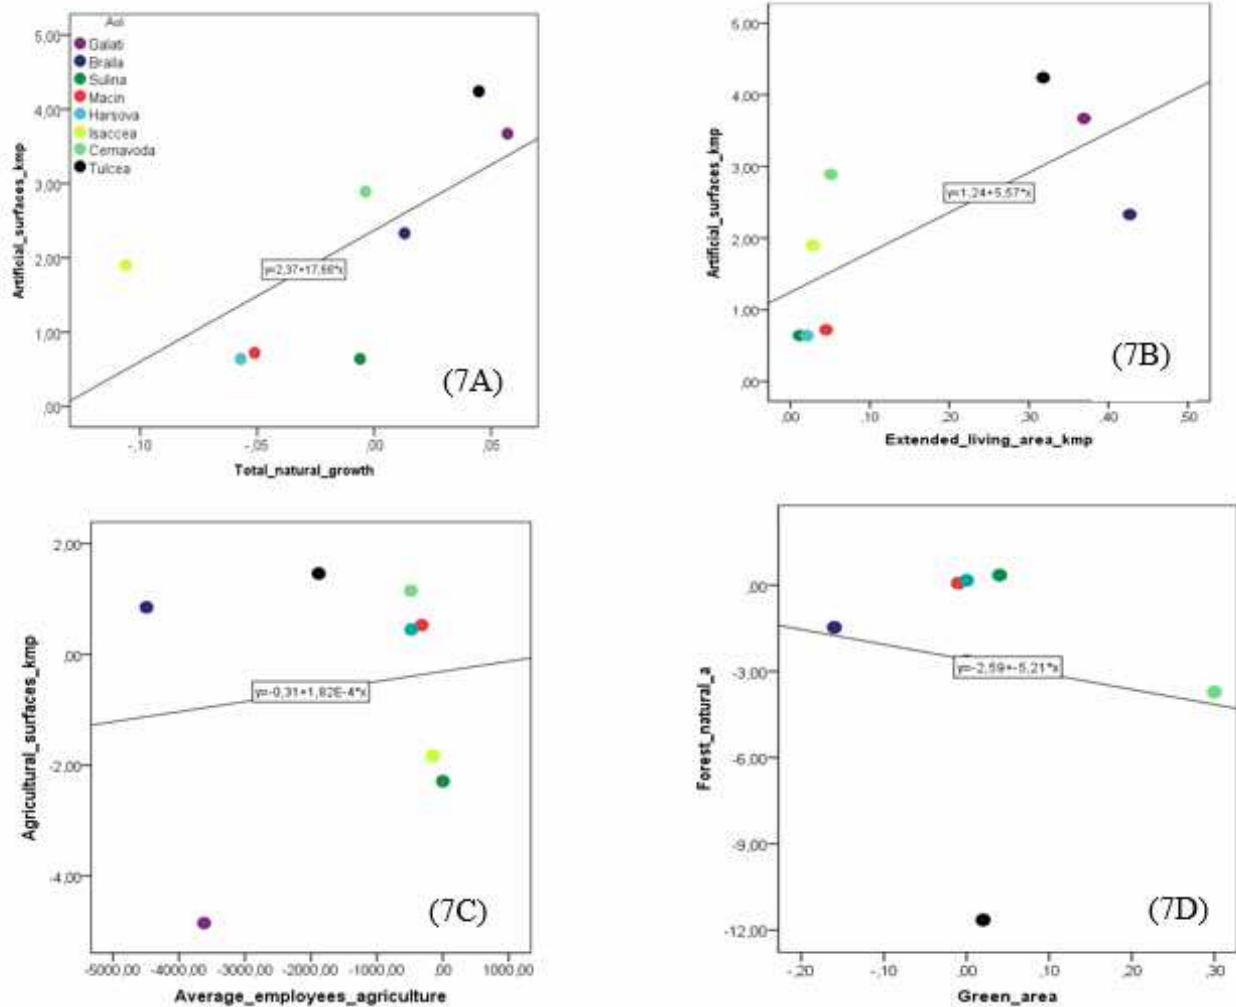 Aol
Galati
Braila
Sulina
Macin
Harsova
Isaccea
Cernavoda
Tulcea
5,00
4,00
3,00
2,00
1,00
,00
Artificial_surfaces_kmp
y=2,37+17,66*x
(7A)
-,10 -,05 ,00 ,05
Total_natural_growth
5,00
4,00
3,00
2,00
1,00
,00
Artificial_surfaces_kmp
y=1,24+5,57*x
(7B)
,00 ,10 ,20 ,30 ,40 ,50
Extended_living_area_kmp
2,00
,00
-2,00
-4,00
Agricultural_surfaces_kmp
y=-0,31+1,82E-4*x
(7C)
-5000,00 -4000,00 -3000,00 -2000,00 -1000,00 ,00 1000,00
Average_employees_agriculture
,00
-3,00
-6,00
-9,00
-12,00
Forest_natural_a
y=-2,59+-5,21*x
(7D)
-,20 -,10 ,00 ,10 ,20 ,30
Green_area